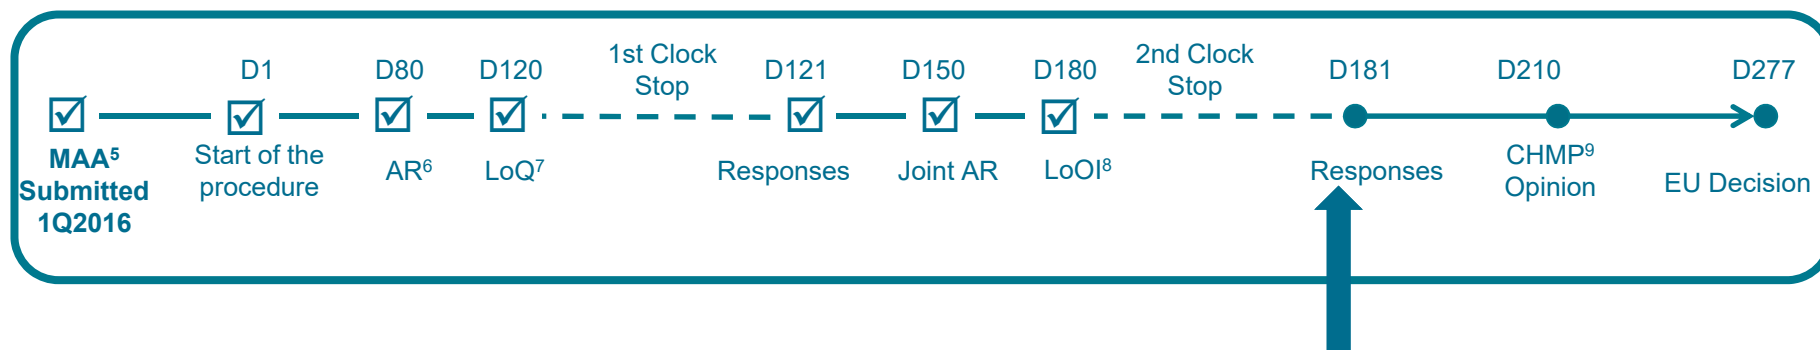 D1
D80
D120
1st Clock
Stop
D121
D150
D180
2nd Clock
Stop
D181
D210
D277
MAA⁵
Submitted
1Q2016
Start of the
procedure
AR⁶
LoQ⁷
Responses
Joint AR
LoOI⁸
Responses
CHMP⁹
Opinion
EU Decision